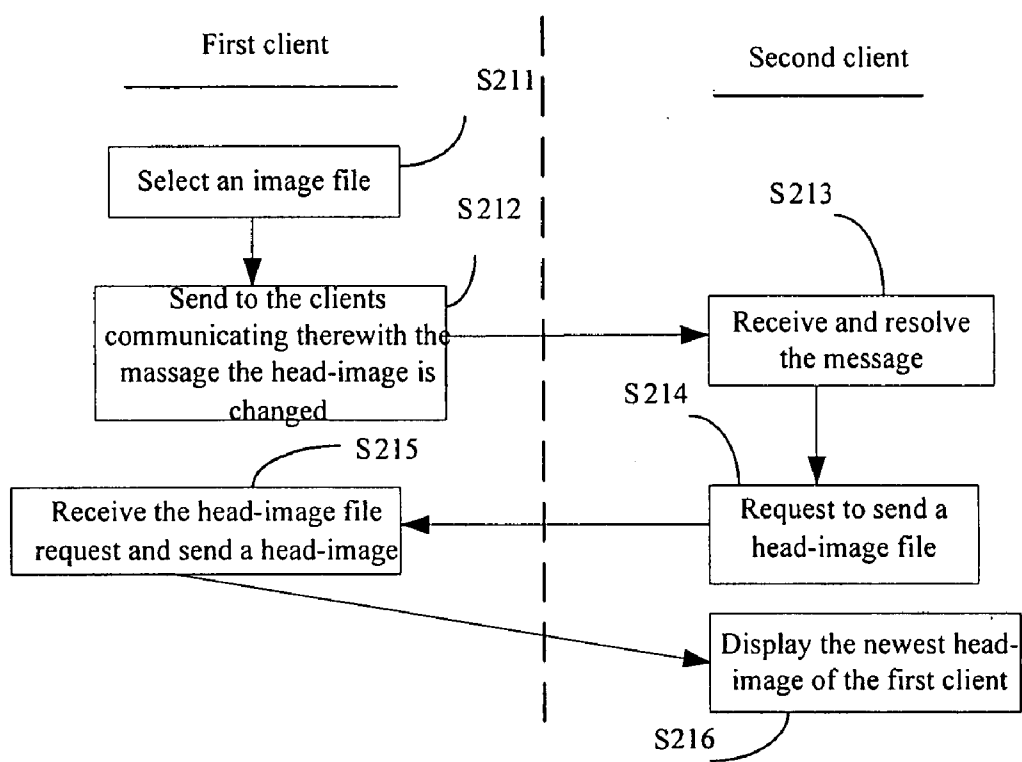 First client
Second client
S211
Select an image file
S212
Send to the clients
communicating therewith the
massage the head-image is
changed
S213
Receive and resolve
the message
S214
Request to send a
head-image file
S215
Receive the head-image file
request and send a head-image
Display the newest head-
image of the first client
S216